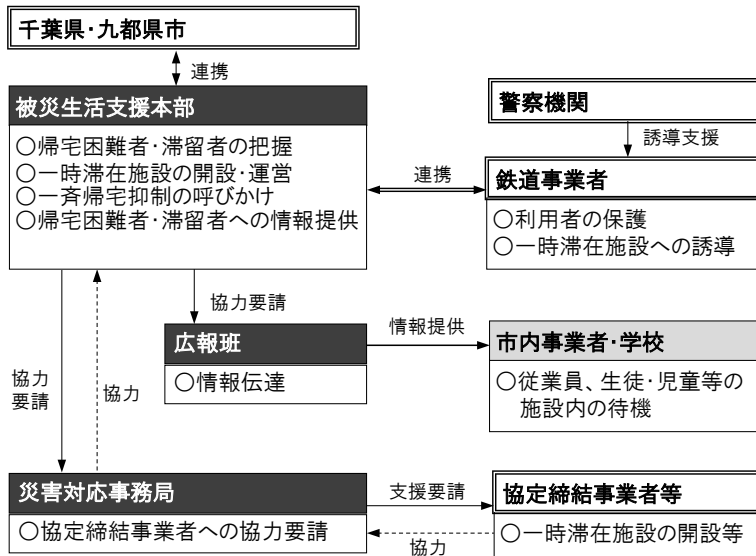 千葉県・九都県市
連携
被災生活支援本部
○帰宅困難者・滞留者の把握
○一時滞在施設の開設・運営
○一斉帰宅抑制の呼びかけ
○帰宅困難者・滞留者への情報提供
警察機関
誘導支援
連携
鉄道事業者
○利用者の保護
○一時滞在施設への誘導
協力要請
広報班
○情報伝達
情報提供
市内事業者・学校
○従業員、生徒・児童等の
施設内の待機
協力
要請
協力
災害対応事務局
○協定締結事業者への協力要請
支援要請
協力
協定締結事業者等
○一時滞在施設の開設等